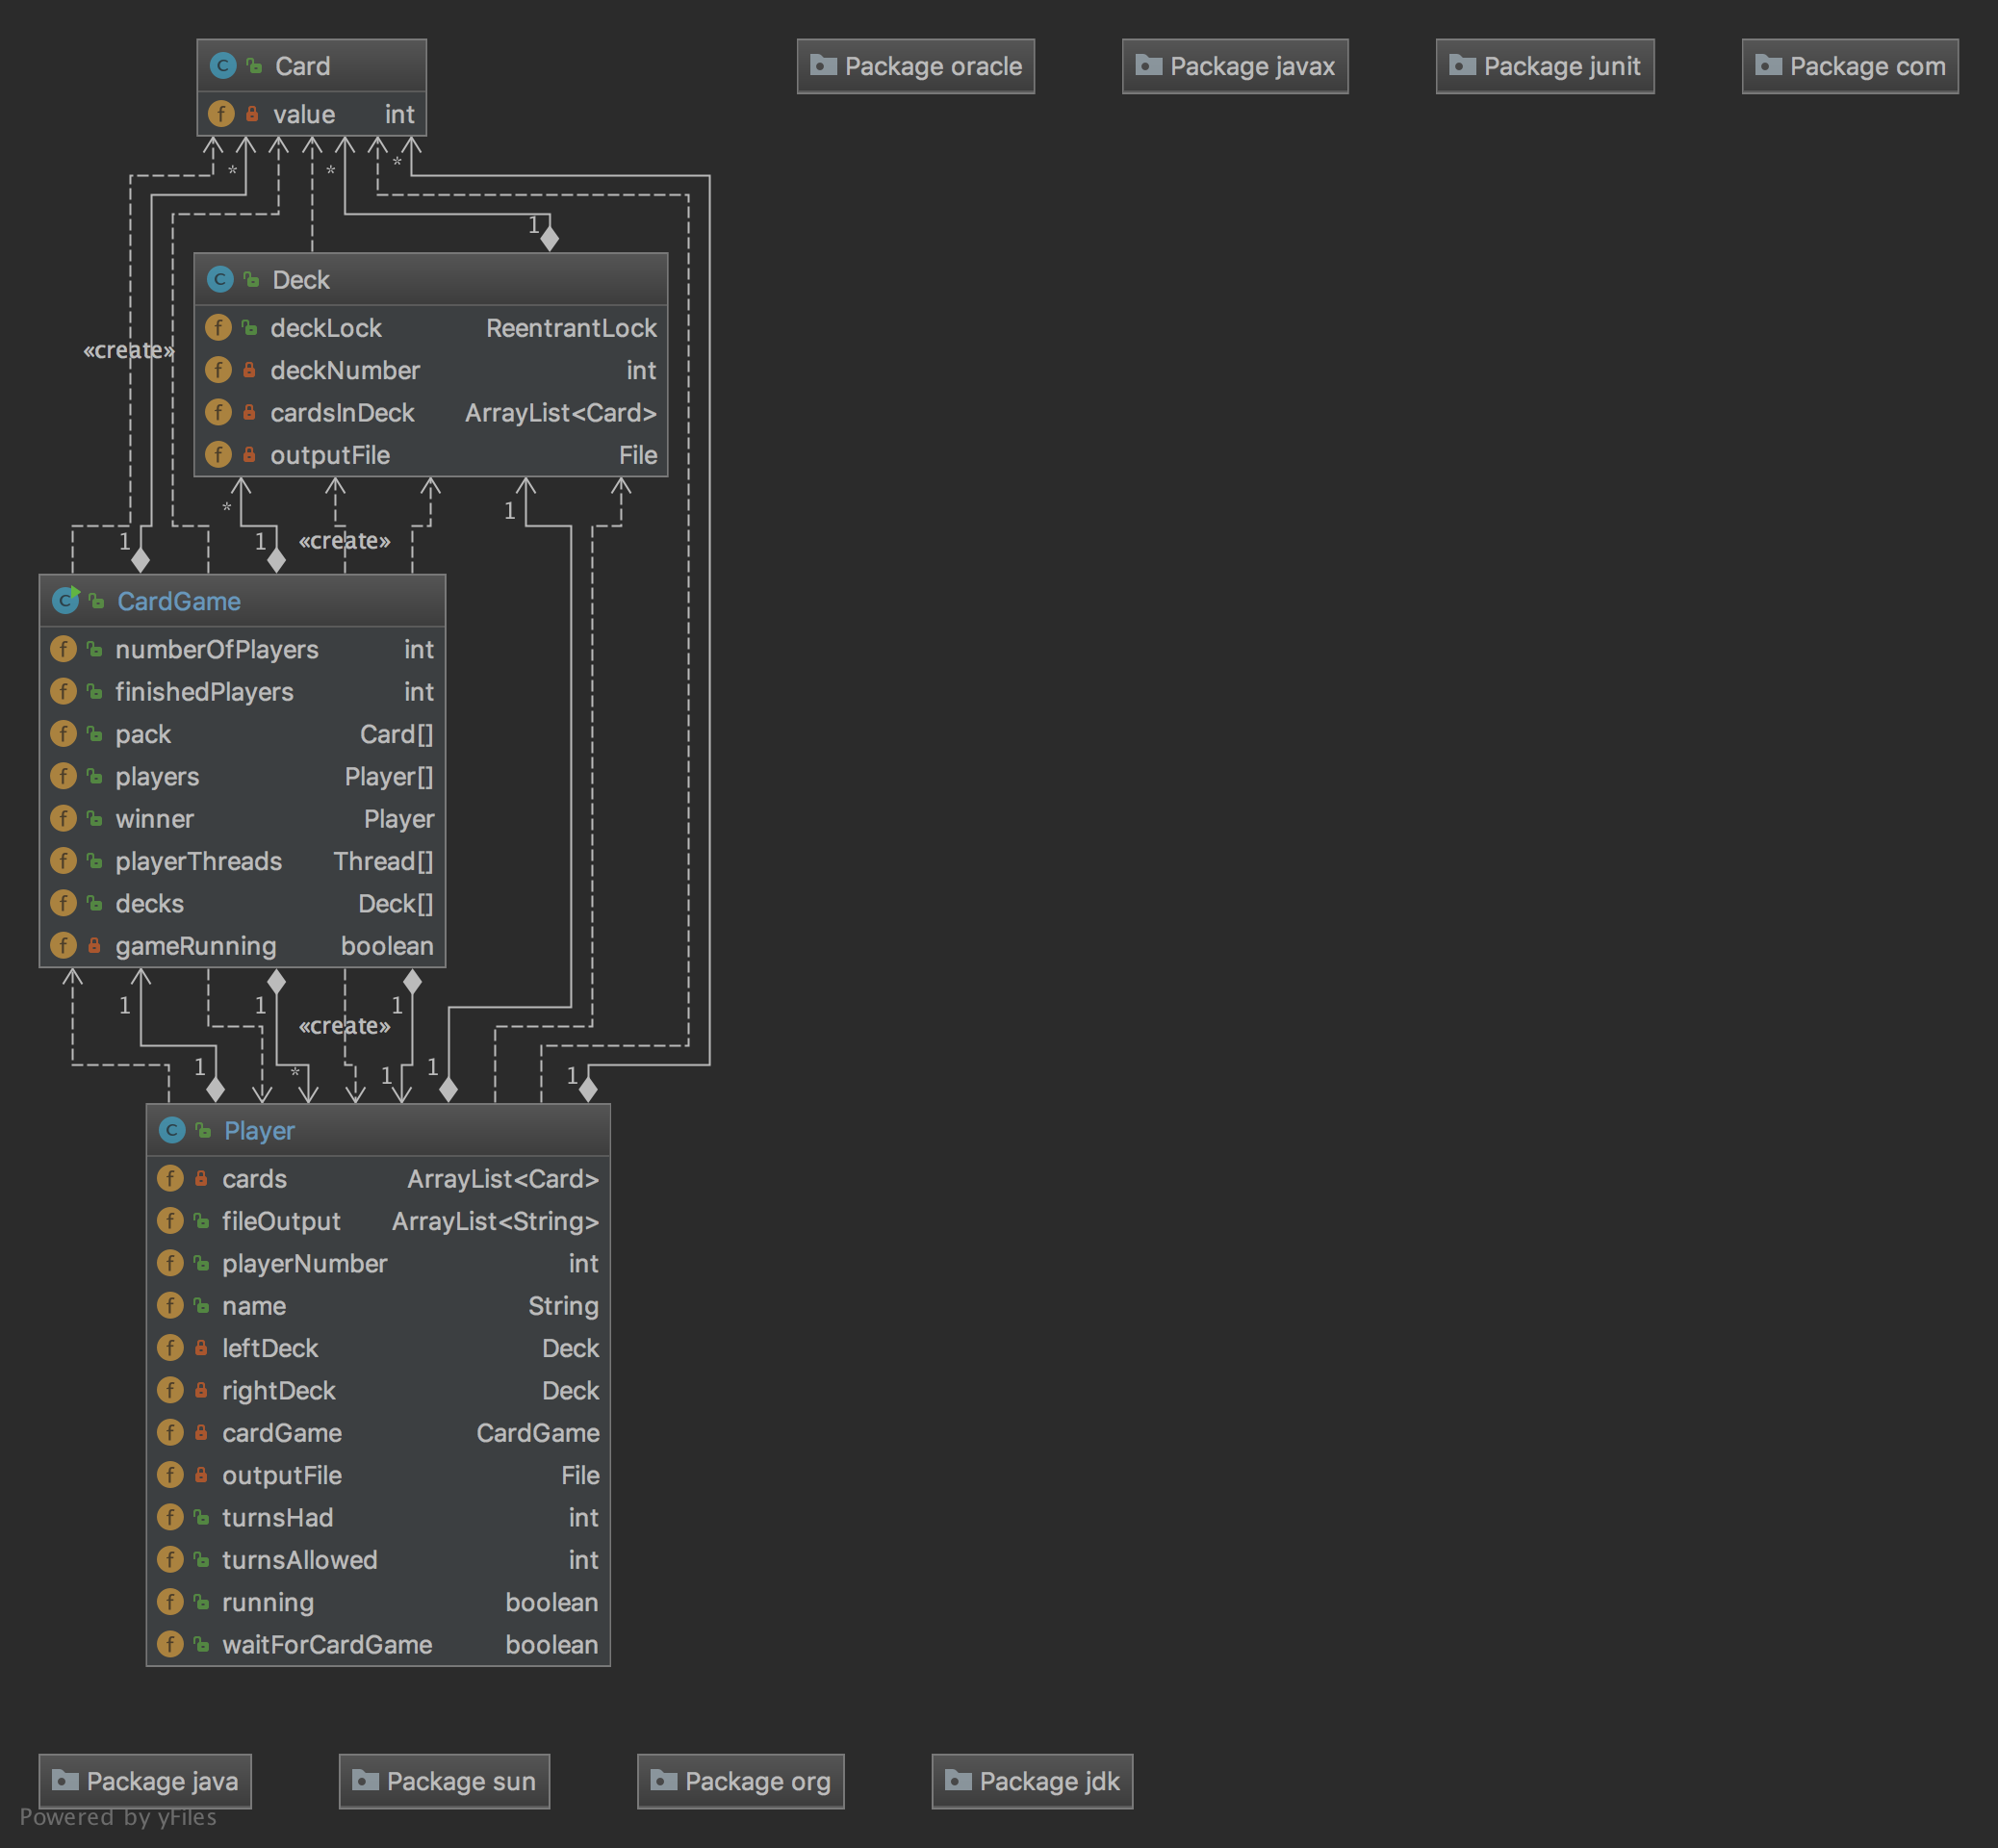 Card
Package oracle
Package javax
Package junit
Package com
value int
*
*
*
1
Deck
deckLock ReentrantLock
«create»
deckNumber int
cardsInDeck ArrayList<Card>
outputFile File
*
1
1
1
«create»
CardGame
numberOfPlayers int
finishedPlayers int
pack Card[]
players Player[]
winner Player
playerThreads Thread[]
decks Deck[]
gameRunning boolean
1
1
1
«create»
1
*
1
1
1
Player
cards ArrayList<Card>
fileOutput ArrayList<String>
playerNumber int
name String
leftDeck Deck
rightDeck Deck
cardGame CardGame
outputFile File
turnsHad int
turnsAllowed int
running boolean
waitForCardGame boolean
Package java
Package sun
Package org
Package jdk
Powered by yFiles